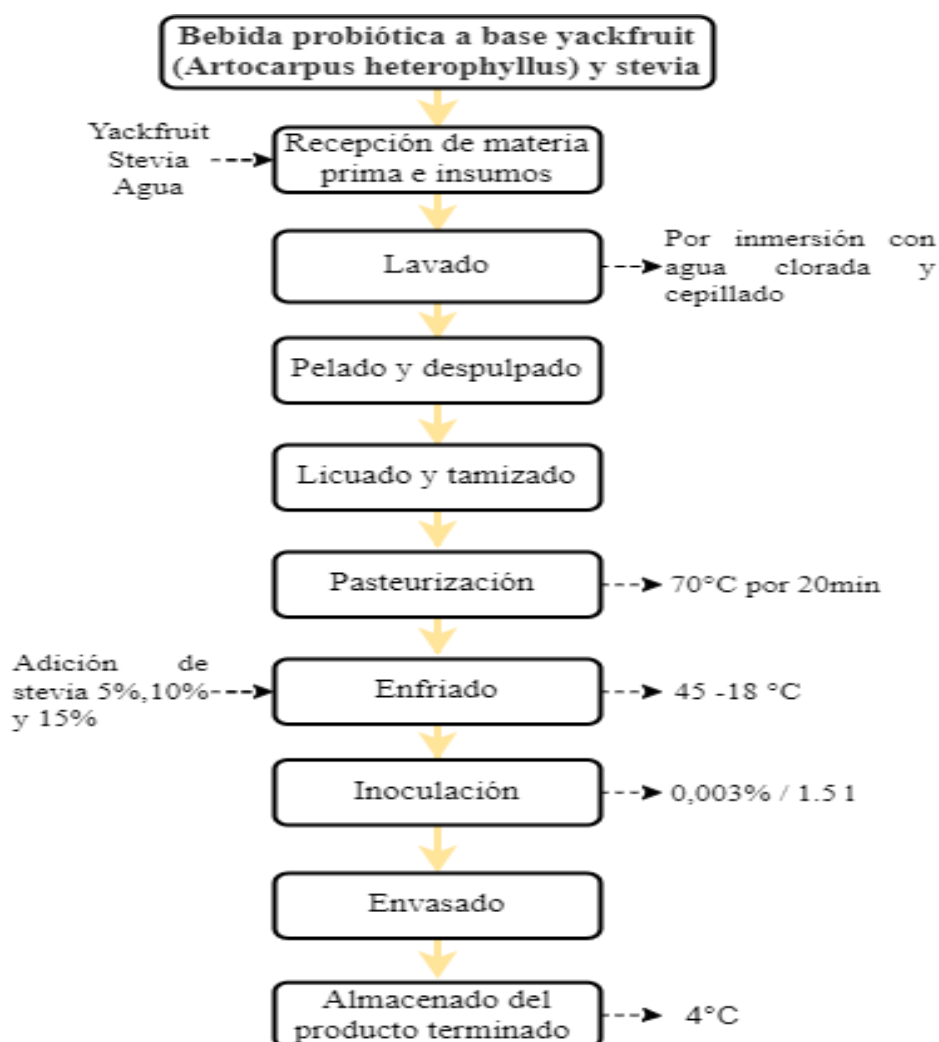 Bebida probiótica a base yackfruit
(Artocarpus heterophyllus) y stevia
Yackfruit
Stevia
Agua
Recepción de materia
prima e insumos
Lavado
Por inmersión con
agua clorada y
cepillado
Pelado y despulpado
Licuado y tamizado
Pasteurización
70°C por 20min
Adición de
stevia 5%,10%
y 15%
Enfriado
45 -18 °C
Inoculación
0,003% / 1.5 l
Envasado
Almacenado del
producto terminado
4°C